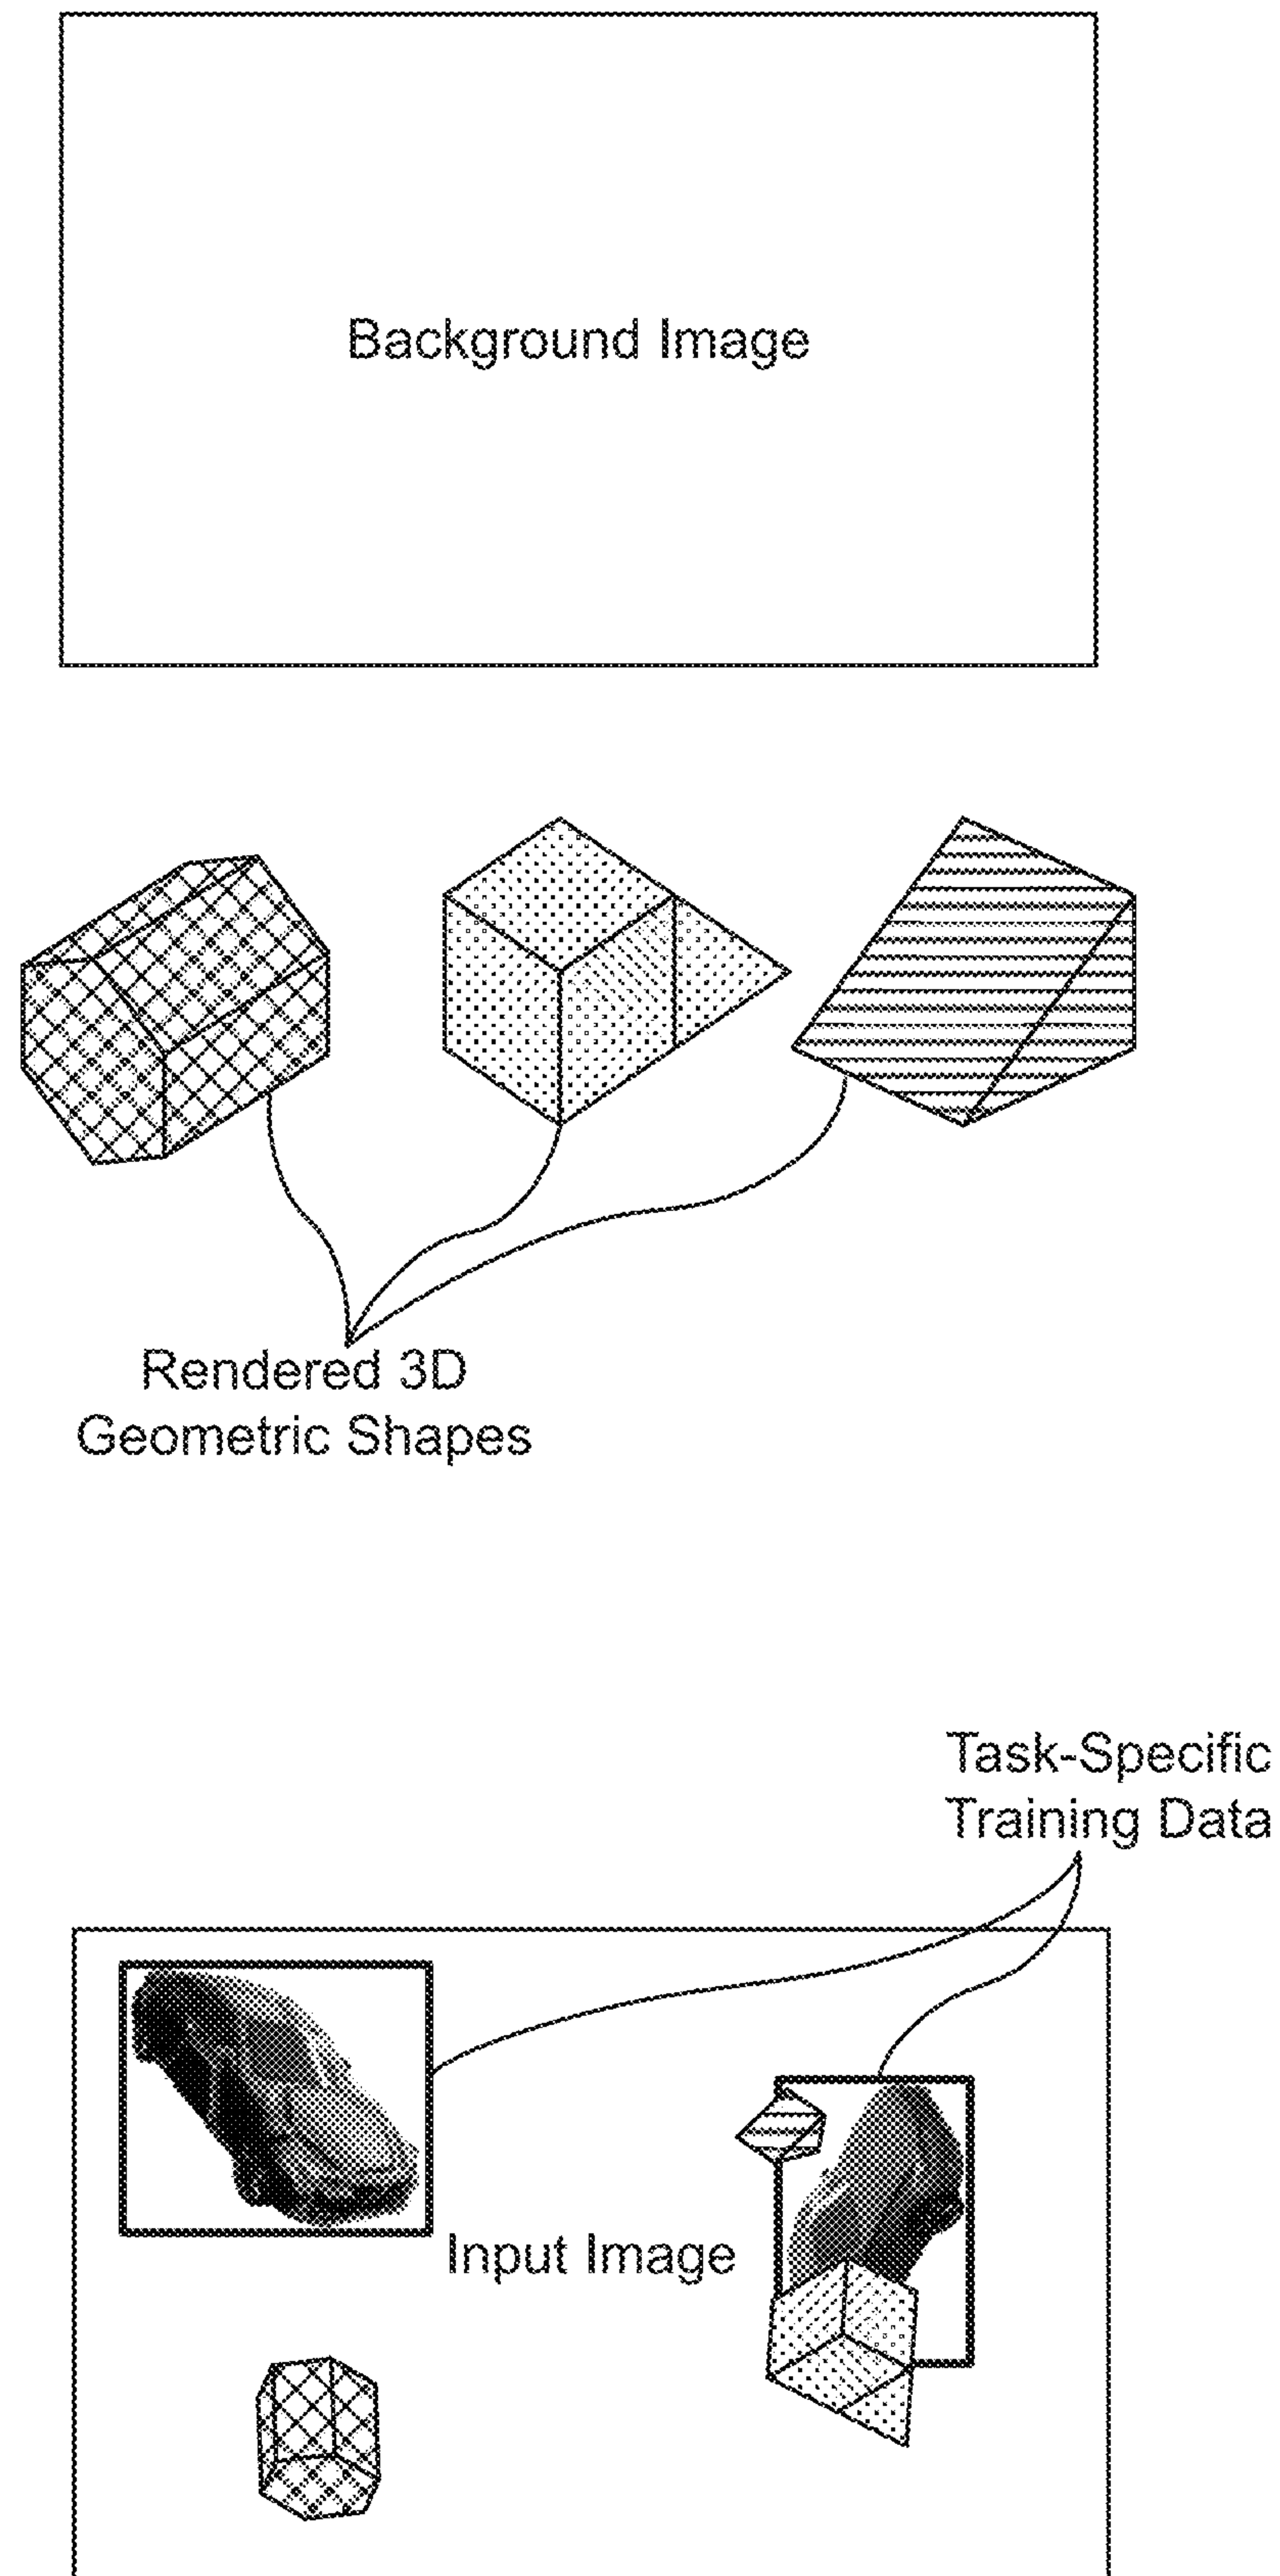 Background Image
Rendered 3D
Geometric Shapes
Task-Specific
Training Data
Input Image